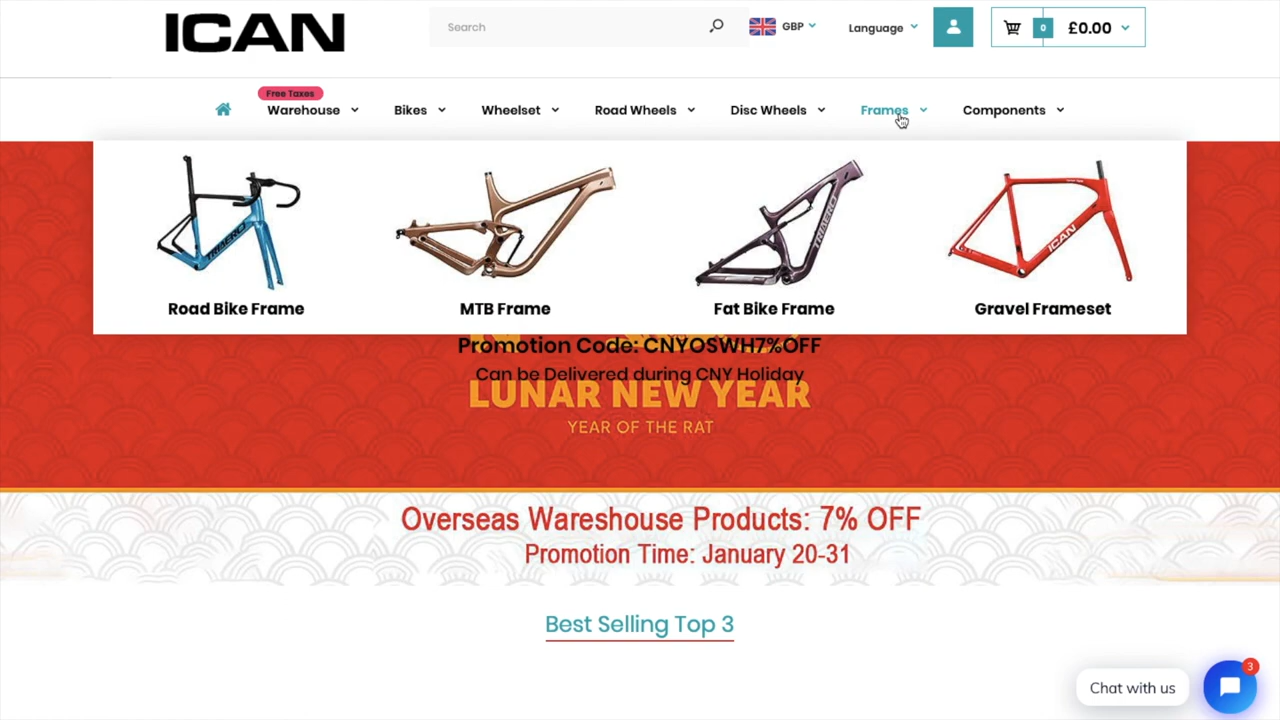 ICAN
Search
GBP
Language
0
£0.00
Free Taxes
Warehouse
Bikes
Wheelset
Road Wheels
Disc Wheels
Frames
Components
TRIAERO
TRIAERO
ICAN
Road Bike Frame
MTB Frame
Fat Bike Frame
Gravel Frameset
Promotion Code: CNYOSWH7%OFF
Can be Delivered during CNY Holiday
LUNAR NEW YEAR
YEAR OF THE RAT
Overseas Wareshouse Products: 7% OFF
Promotion Time: January 20-31
Best Selling Top 3
Chat with us
3